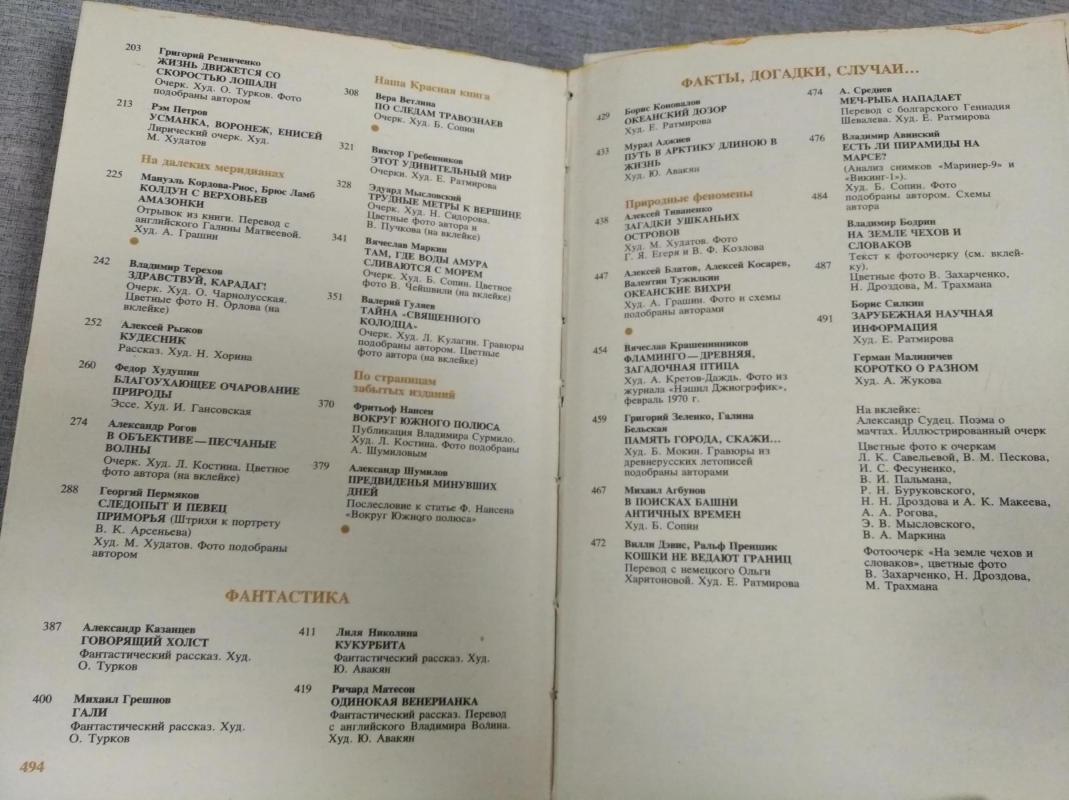 203
Григорий Резниченко
ЖИЗНЬ ДВИЖЕТСЯ СО
СКОРОСТЬЮ ЛОШАДИ
Очерк. Худ. О. Турков. Фото
подобраны автором
213
Рэм Петров
УСМАНКА, ВОРОНЕЖ, ЕНИСЕЙ
Лирический очерк. Худ.
М. Худатов
На далеких меридианах
225
Мануэль Кордова-Риос, Брюс Ламб
КОЛДУН С ВЕРХОВЬЕВ
АМАЗОНКИ
Отрывок из книги. Перевод с
английского Галины Матвеевой.
Худ. А. Грашин
242
Владимир Терехов
ЗДРАВСТВУЙ, КАРАДАГ!
Очерк. Худ. О. Чарнолусская.
Цветные фото Н. Орлова (на
вклейке)
252
Алексей Рыжов
КУДЕСНИК
Рассказ. Худ. Н. Хорина
260
Федор Худушин
БЛАГОУХАЮЩЕЕ ОЧАРОВАНИЕ
ПРИРОДЫ
Эссе. Худ. И. Гансовская
274
Александр Рогов
В ОБЪЕКТИВЕ — ПЕСЧАНЫЕ
ВОЛНЫ
Очерк. Худ. Л. Костина. Цветное
фото автора (на вклейке)
288
Георгий Пермяков
СЛЕДОПЫТ И ПЕВЕЦ
ПРИМОРЬЯ (Штрихи к портрету
В. К. Арсеньева)
Худ. М. Худатов. Фото подобраны
автором
Наша Красная книга
308
Вера Ветлина
ПО СЛЕДАМ ТРАВОЗНАЕВ
Очерк. Худ. Б. Сопин
321
Виктор Гребенников
ЭТОТ УДИВИТЕЛЬНЫЙ МИР
Очерки. Худ. Е. Ратмирова
328
Эдуард Мысловский
ТРУДНЫЕ МЕТРЫ К ВЕРШИНЕ
Очерк. Худ. Н. Сидорова.
Цветные фото автора и
В. Пучкова (на вклейке)
341
Вячеслав Маркин
ТАМ, ГДЕ ВОДЫ АМУРА
СЛИВАЮТСЯ С МОРЕМ
Очерк. Худ. Б. Сопин. Цветное
фото В. Чейшвили (на вклейке)
351
Валерий Гуляев
ТАЙНА «СВЯЩЕННОГО
КОЛОДЦА»
Очерк. Худ. Л. Кулагин. Гравюры
подобраны автором. Цветные
фото автора (на вклейке)
По страницам
забытых изданий
370
Фритьоф Нансен
ВОКРУГ ЮЖНОГО ПОЛЮСА
Публикация Владимира Сурмило.
Худ. Л. Костина. Фото подобраны
А. Шумиловым
379
Александр Шумилов
ПРЕДВИДЕНЬЯ МИНУВШИХ
ДНЕЙ
Послесловие к статье Ф. Нансена
«Вокруг Южного полюса»
ФАНТАСТИКА
387
Александр Казанцев
ГОВОРЯЩИЙ ХОЛСТ
Фантастический рассказ. Худ.
О. Турков
400
Михаил Грешнов
ГАЛИ
Фантастический рассказ. Худ.
О. Турков
411
Лиля Николина
КУКУРБИТА
Фантастический рассказ. Худ.
Ю. Авакян
419
Ричард Матесон
ОДИНОКАЯ ВЕНЕРИАНКА
Фантастический рассказ. Перевод
с английского Владимира Волина.
Худ. Ю. Авакян
494
ФАКТЫ, ДОГАДКИ, СЛУЧАИ...
429
Борис Коновалов
ОКЕАНСКИЙ ДОЗОР
Худ. Е. Ратмирова
433
Мурад Аджиев
ПУТЬ В АРКТИКУ ДЛИНОЮ В
ЖИЗНЬ
Худ. Ю. Авакян
Природные феномены
438
Алексей Тиваненко
ЗАГАДКИ УШКАНЬИХ
ОСТРОВОВ
Худ. М. Худатов. Фото
Г. Я. Егеря и В. Ф. Козлова
447
Алексей Блатов, Алексей Косарев,
Валентин Тужилкин
ОКЕАНСКИЕ ВИХРИ
Худ. А. Грашин. Фото и схемы
подобраны авторами
454
Вячеслав Крашенинников
ФЛАМИНГО — ДРЕВНЯЯ,
ЗАГАДОЧНАЯ ПТИЦА
Худ. А. Кретов-Даждь. Фото из
журнала «Нэшнл Джиогрэфик»,
февраль 1970 г.
459
Григорий Зеленко, Галина
Бельская
ПАМЯТЬ ГОРОДА, СКАЖИ...
Худ. Б. Мокин. Гравюры из
древнерусских летописей
подобраны авторами
467
Михаил Агбунов
В ПОИСКАХ БАШНИ
АНТИЧНЫХ ВРЕМЕН
Худ. Б. Сопин
472
Вилли Дэвис, Ральф Преншик
КОШКИ НЕ ВЕДАЮТ ГРАНИЦ
Перевод с немецкого Ольги
Харитоновой. Худ. Е. Ратмирова
474
А. Среднев
МЕЧ-РЫБА НАПАДАЕТ
Перевод с болгарского Геннадия
Шевалева. Худ. Е. Ратмирова
476
Владимир Авинский
ЕСТЬ ЛИ ПИРАМИДЫ НА
МАРСЕ?
(Анализ снимков «Маринер-9» и
«Викинг-1»).
Худ. Б. Сопин. Фото
подобраны автором. Схемы
автора
484
Владимир Бодрин
НА ЗЕМЛЕ ЧЕХОВ И
СЛОВАКОВ
Текст к фотоочерку (см. вклей-
ку).
Цветные фото В. Захарченко,
Н. Дроздова, М. Трахмана
487
Борис Силкин
ЗАРУБЕЖНАЯ НАУЧНАЯ
ИНФОРМАЦИЯ
Худ. Е. Ратмирова
491
Герман Малиничев
КОРОТКО О РАЗНОМ
Худ. А. Жукова
На вклейке:
Александр Судец. Поэма о
мачтах. Иллюстрированный очерк
Цветные фото к очеркам
Л. К. Савельевой, В. М. Пескова,
И. С. Фесуненко,
В. И. Пальмана,
Р. Н. Буруковского,
Н. Н. Дроздова и А. К. Макеева,
А. А. Рогова,
Э. В. Мысловского,
В. А. Маркина
Фотоочерк «На земле чехов и
словаков», цветные фото
В. Захарченко, Н. Дроздова,
М. Трахмана